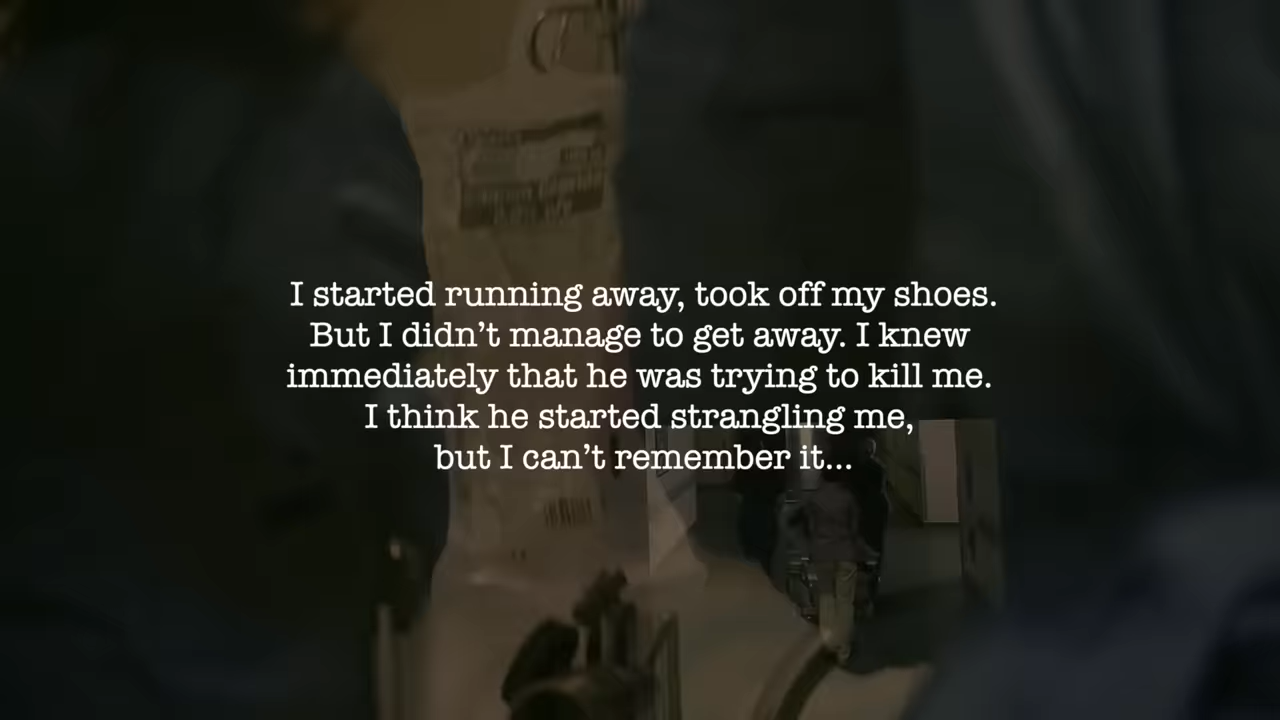 I started running away, took off my shoes.
But I didn't manage to get away. I knew
immediately that he was trying to kill me.
I think he started strangling me,
but I can't remember it...